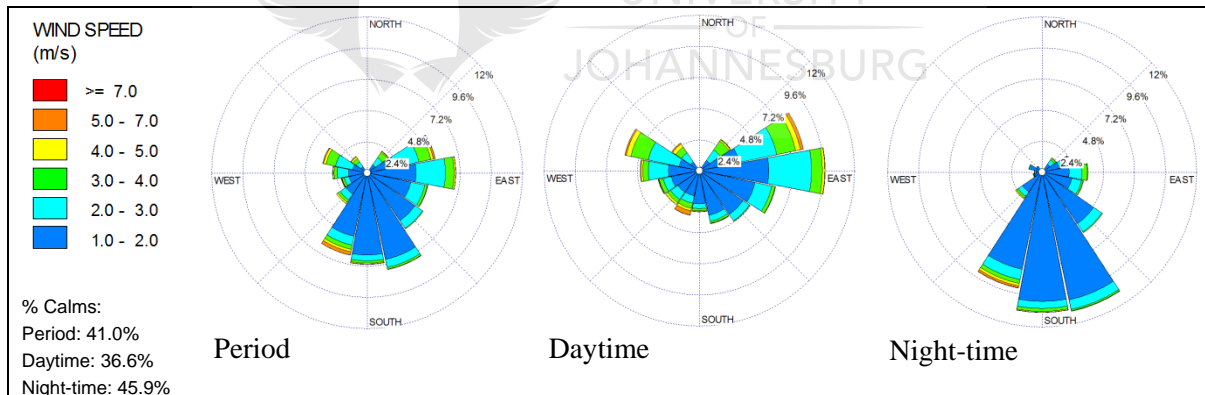 UNIVERSITY
OF
JOHANNESBURG
WIND SPEED
(m/s)
>= 7.0
5.0 - 7.0
4.0 - 5.0
3.0 - 4.0
2.0 - 3.0
1.0 - 2.0
% Calms:
Period: 41.0%
Daytime: 36.6%
Night-time: 45.9%
NORTH
12%
9.6%
7.2%
4.8%
2.4%
WEST
EAST
SOUTH
Period
NORTH
12%
9.6%
7.2%
4.8%
2.4%
WEST
EAST
SOUTH
Daytime
NORTH
12%
9.6%
7.2%
4.8%
2.4%
WEST
EAST
SOUTH
Night-time